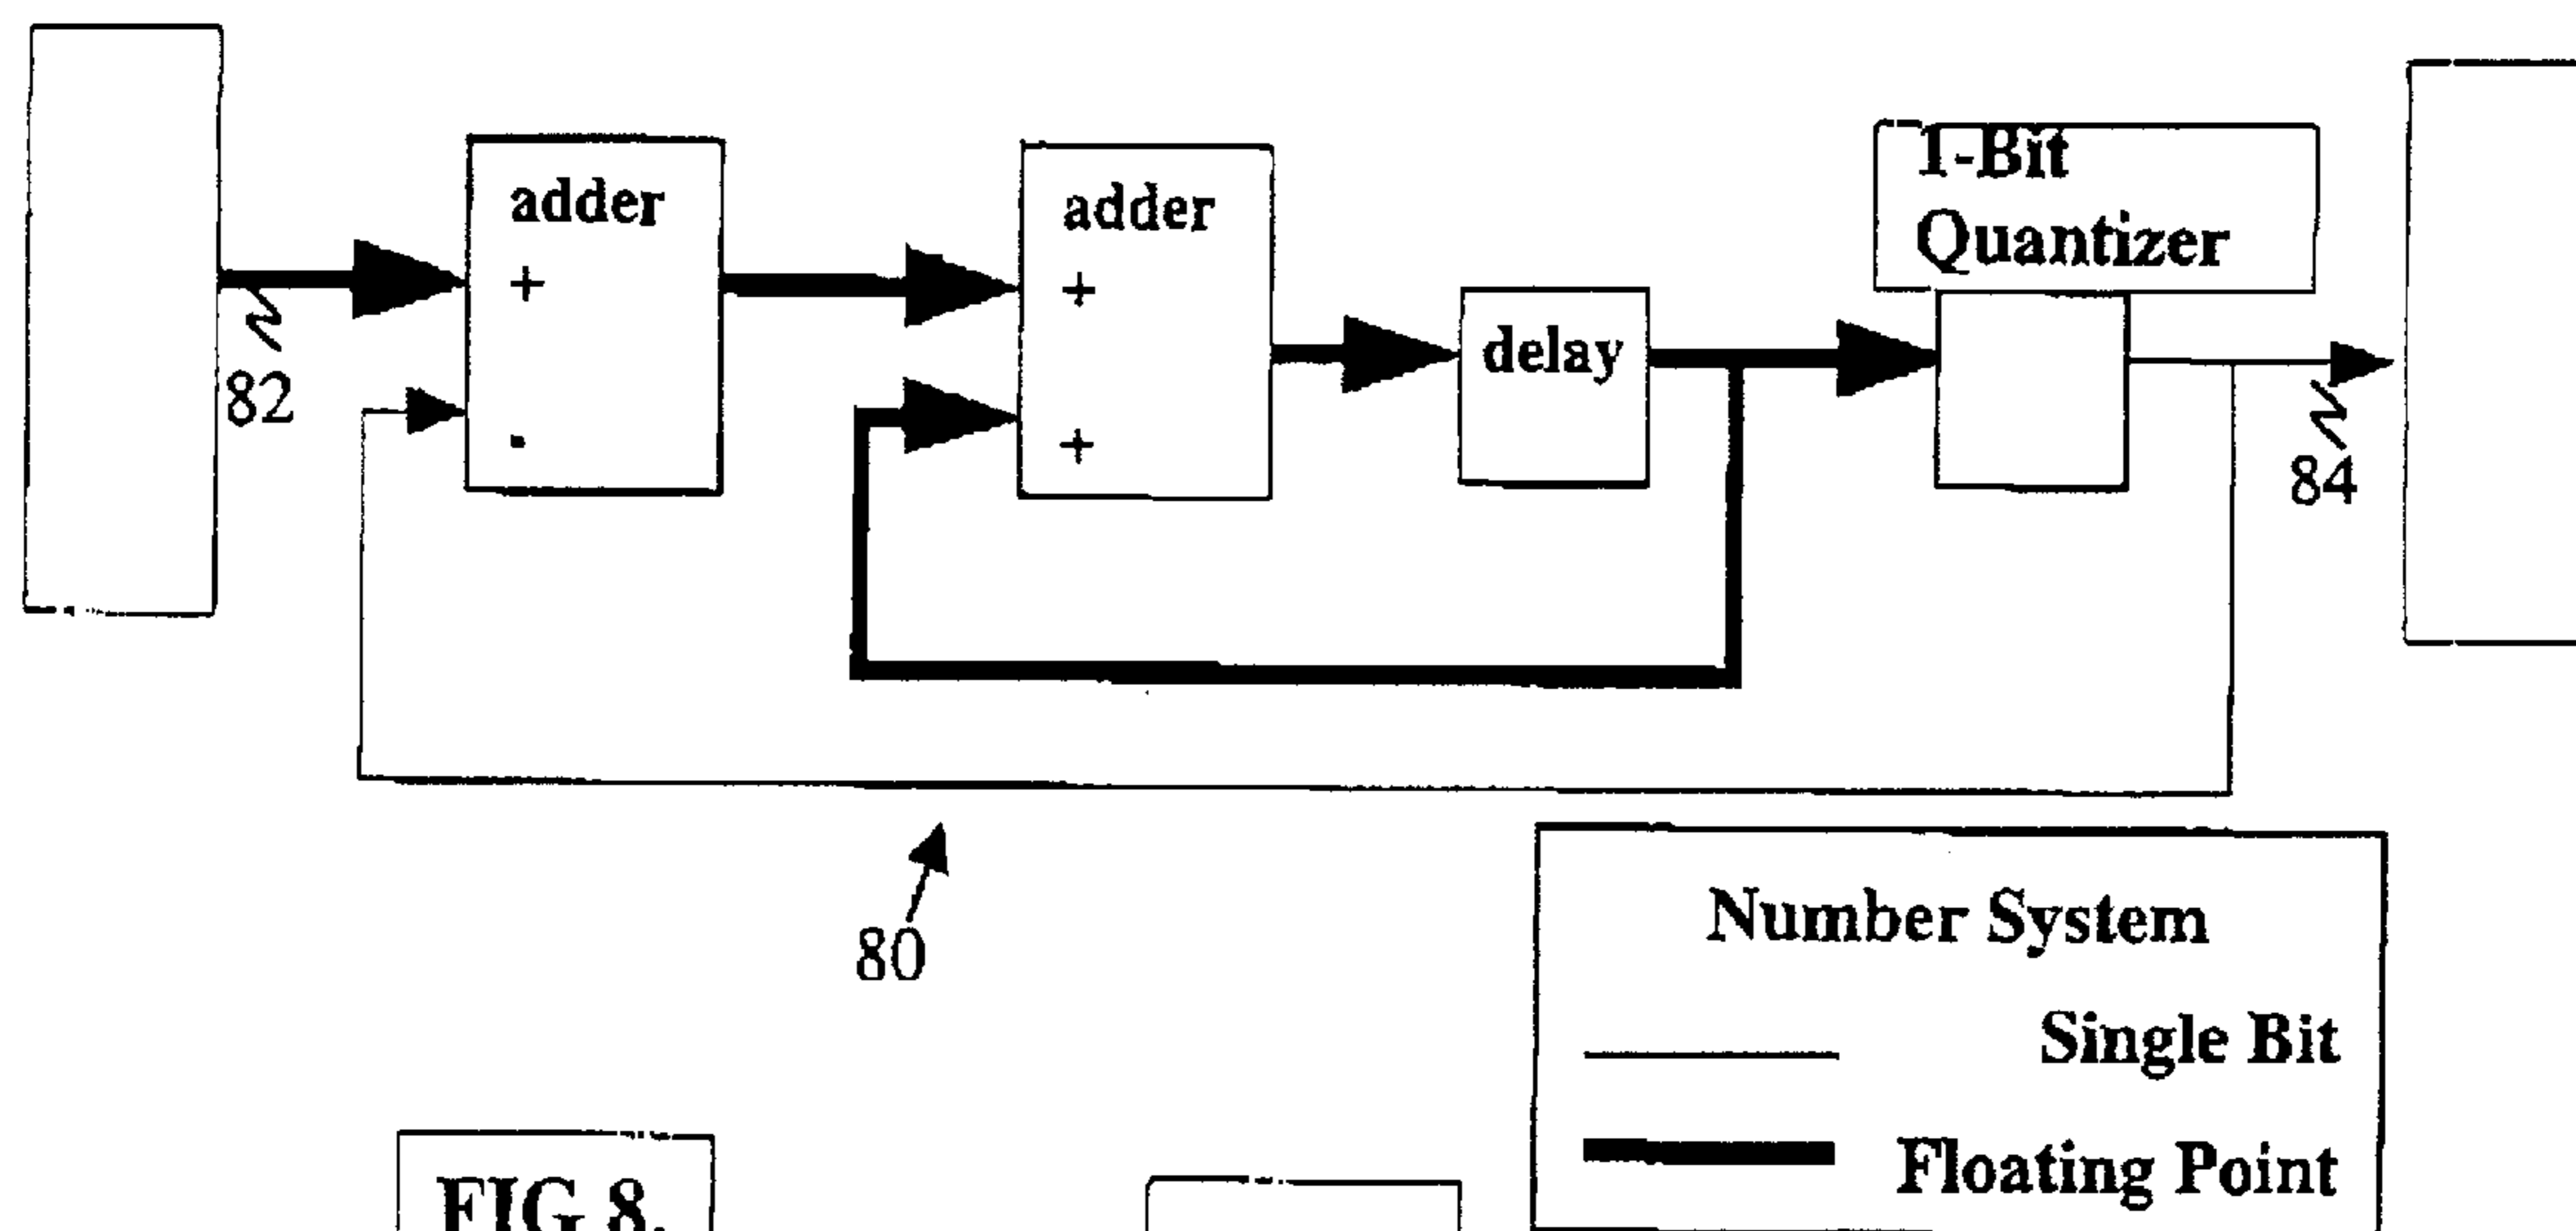 1-Bit
Quantizer
adder
+
-
adder
+
+
delay
82
84
80
Number System
Single Bit
Floating Point
FIG 8.